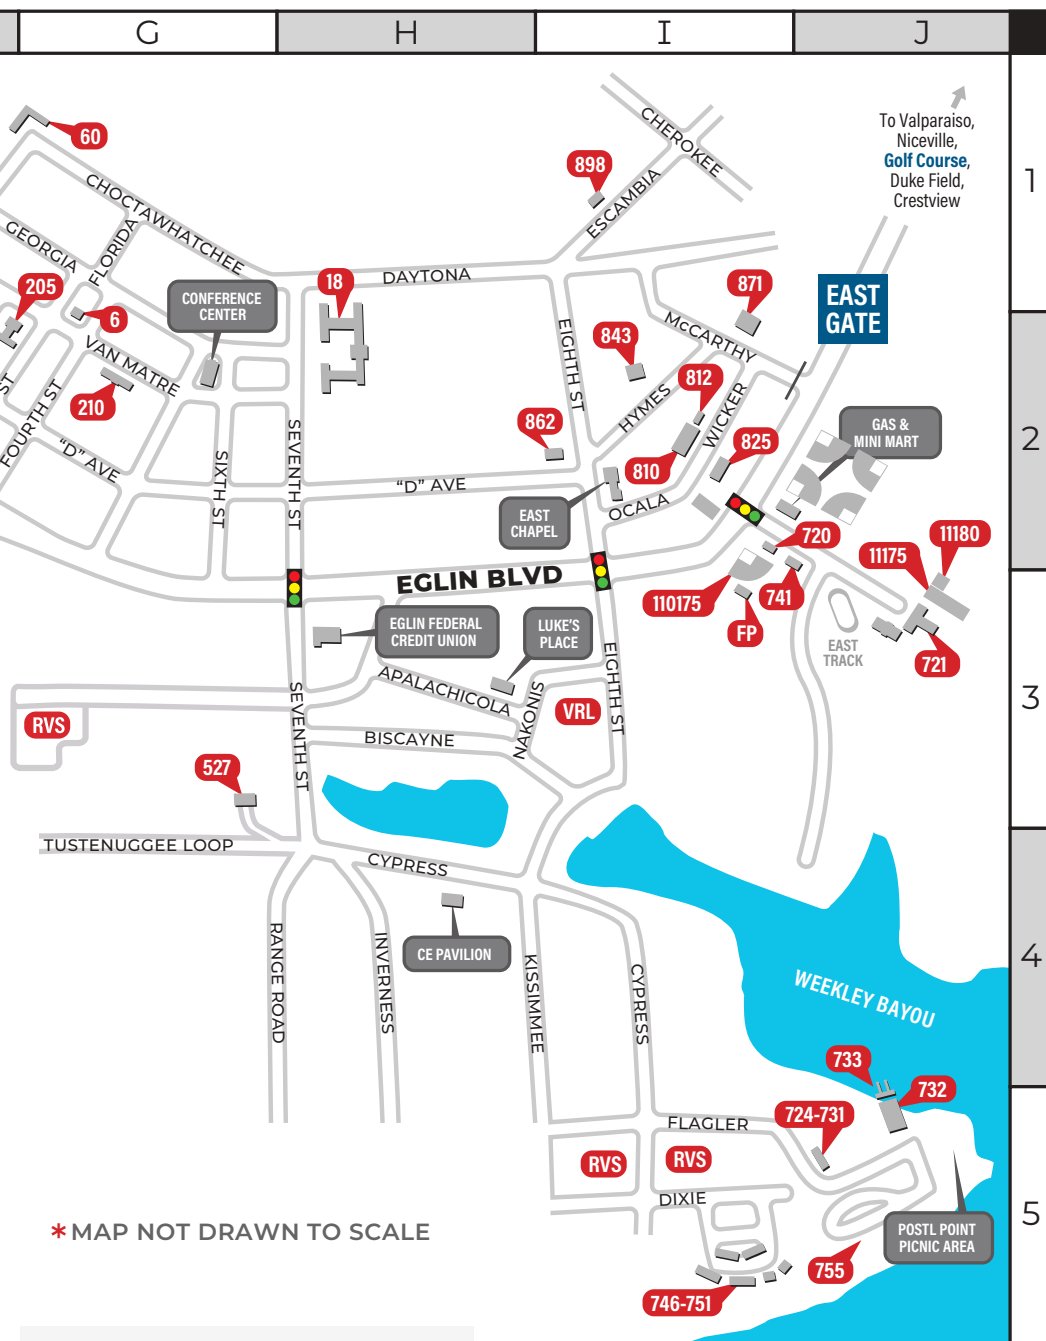 G
H
I
J
1
2
3
4
5
To Valparaiso,
Niceville,
Golf Course,
Duke Field,
Crestview
60
898
CHEROKEE
ESCAMBIA
CHOCTAWHATCHEE
GEORGIA
FLORIDA
DAYTONA
205
6
CONFERENCE
CENTER
18
871
EAST
GATE
McCARTHY
EIGHTH ST
843
VAN MATRE
210
812
HYMES
WICKER
ST
FOURTH ST
"D" AVE
SIXTH ST
SEVENTH ST
862
810
825
GAS &
MINI MART
"D" AVE
EAST
CHAPEL
OCALA
720
11180
11175
EGLIN BLVD
110175
741
FP
EAST
TRACK
721
EGLIN FEDERAL
CREDIT UNION
LUKE'S
PLACE
EIGHTH ST
APALACHICOLA
NAKONIS
VRL
SEVENTH ST
RVS
BISCAYNE
527
TUSTENUGGEE LOOP
CYPRESS
CE PAVILION
RANGE ROAD
INVERNESS
KISSIMMEE
CYPRESS
WEEKLEY BAYOU
733
732
724-731
FLAGLER
RVS
RVS
DIXIE
POSTL POINT
PICNIC AREA
755
746-751
*MAP NOT DRAWN TO SCALE